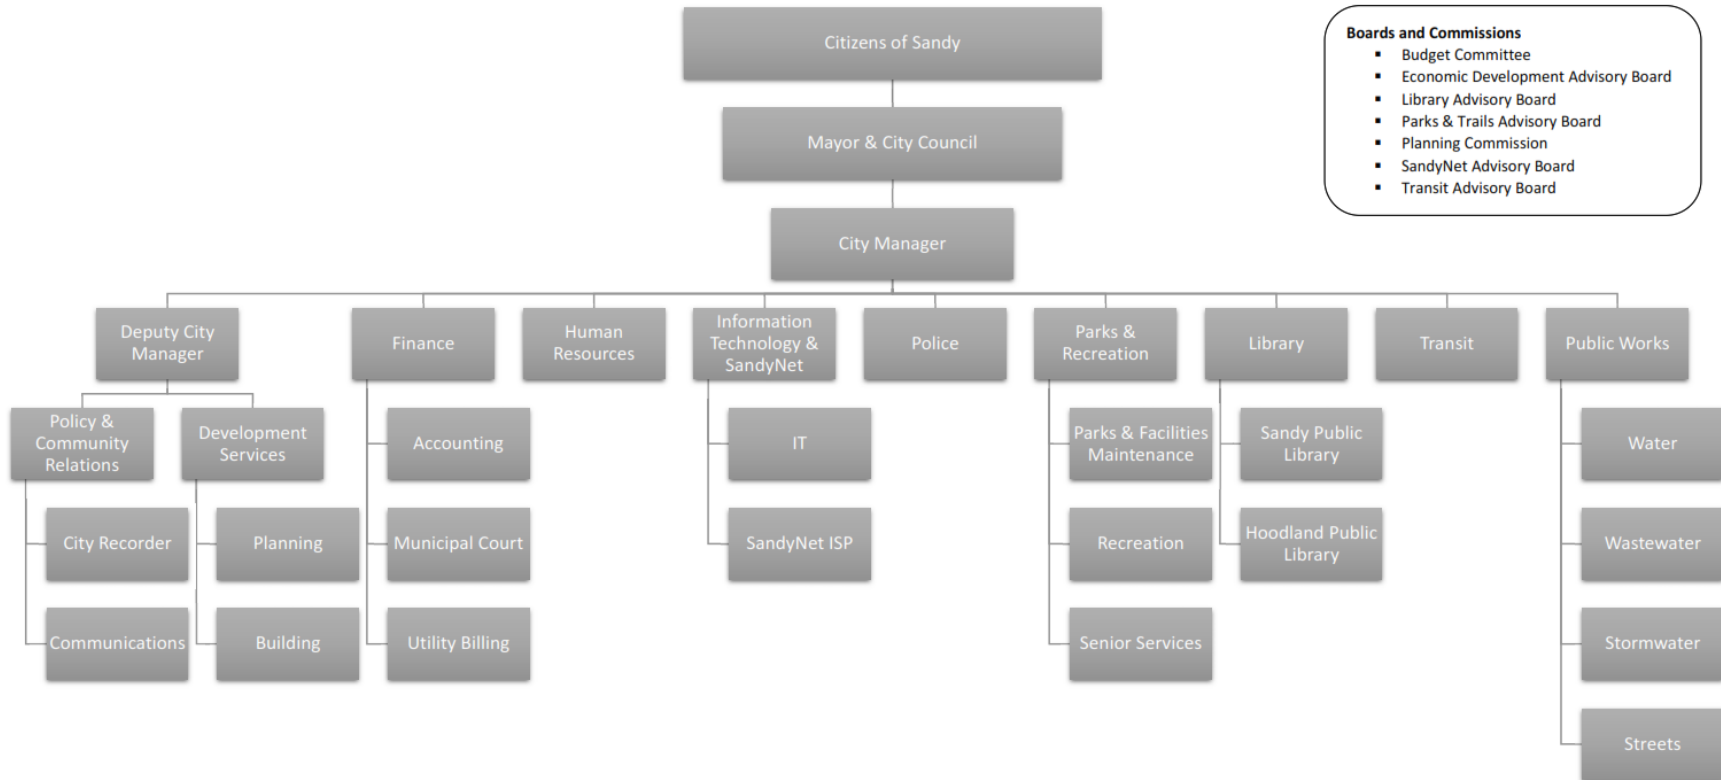 Citizens of Sandy
Boards and Commissions
▪ Budget Committee
▪ Economic Development Advisory Board
▪ Library Advisory Board
▪ Parks & Trails Advisory Board
▪ Planning Commission
▪ SandyNet Advisory Board
▪ Transit Advisory Board
Mayor & City Council
City Manager
Deputy City
Manager
Finance
Human
Resources
Information
Technology &
SandyNet
Police
Parks &
Recreation
Library
Transit
Public Works
Policy &
Community
Relations
Development
Services
Accounting
IT
Parks & Facilities
Maintenance
Sandy Public
Library
Water
City Recorder
Planning
Municipal Court
SandyNet ISP
Recreation
Hoodland Public
Library
Wastewater
Communications
Building
Utility Billing
Senior Services
Stormwater
Streets